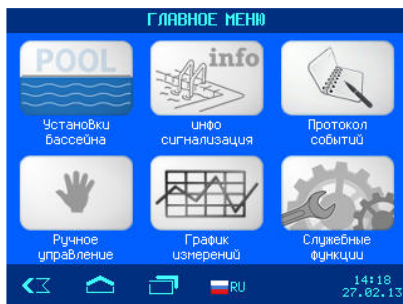 ГЛАВНОЕ МЕНЮ
POOL
info
Установки
бассейна
инфо
сигнализация
Протокол
событий
Ручное
управление
График
измерений
Служебные
функции
RU
14:18
27.02.13